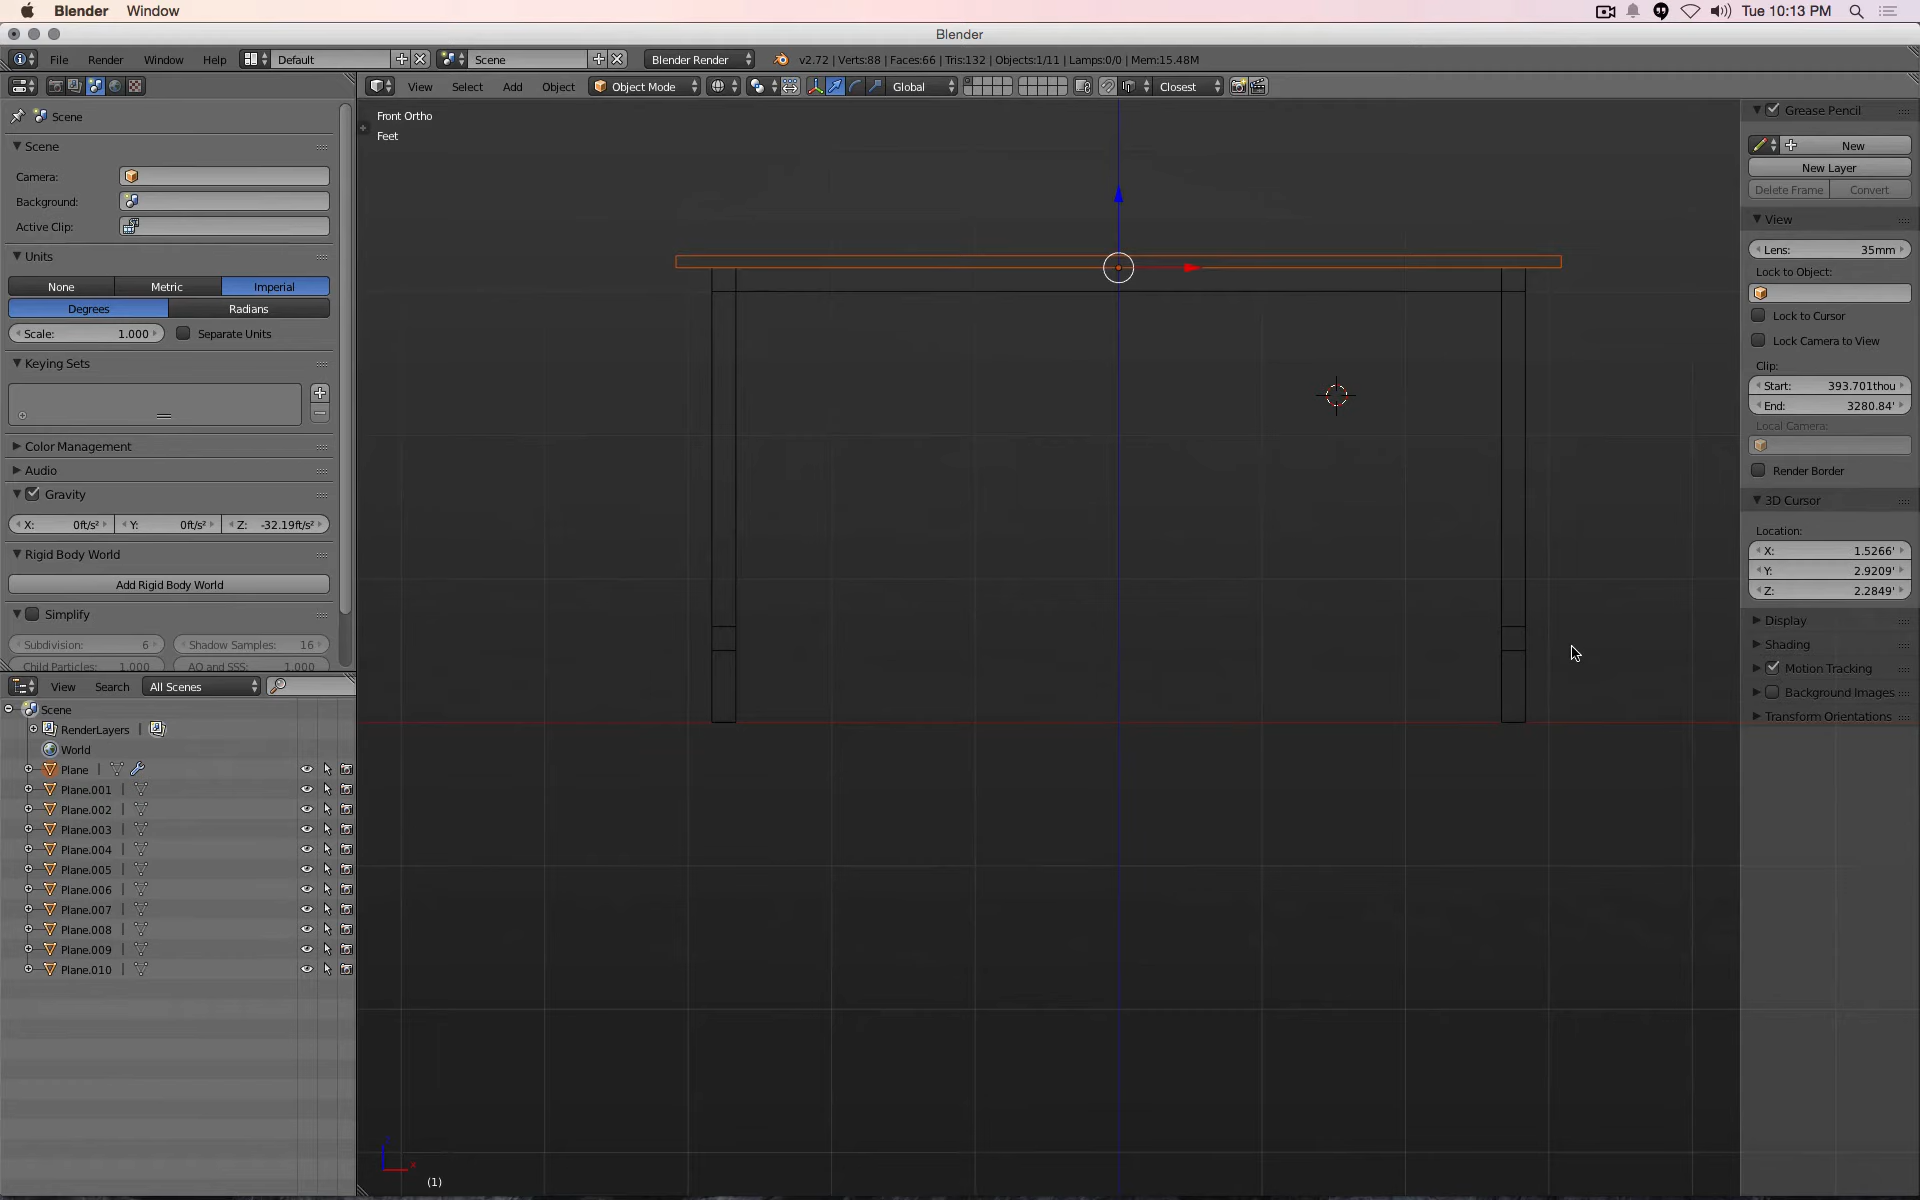 Blender Window Tue 10:13 PM
Blender
File Render Window Help Default Scene Blender Render v2.72 | Verts:88 | Faces:66 | Tris:132 | Objects:1/11 | Lamps:0/0 | Mem:15.48M
View Select Add Object Object Mode Global Closest
Scene
Scene
Camera:
Background:
Active Clip:
Units
None Metric Imperial
Degrees Radians
Scale: 1.000 Separate Units
Keying Sets
Color Management
Audio
Gravity
X: 0ft/s² Y: 0ft/s² Z: -32.19ft/s²
Rigid Body World
Add Rigid Body World
Simplify
Subdivision: 6 Shadow Samples: 16
Child Particles: 1.000 AO and SSS: 1.000
View Search All Scenes
Scene
RenderLayers |
World
Plane |
Plane.001 |
Plane.002 |
Plane.003 |
Plane.004 |
Plane.005 |
Plane.006 |
Plane.007 |
Plane.008 |
Plane.009 |
Plane.010 |
Front Ortho
Feet
x
(1)
Grease Pencil
New
New Layer
Delete Frame Convert
View
Lens: 35mm
Lock to Object:
Lock to Cursor
Lock Camera to View
Clip:
Start: 393.701thou
End: 3280.84'
Local Camera:
Render Border
3D Cursor
Location:
X: 1.5266'
Y: 2.9209'
Z: 2.2849'
Display
Shading
Motion Tracking
Background Images
Transform Orientations